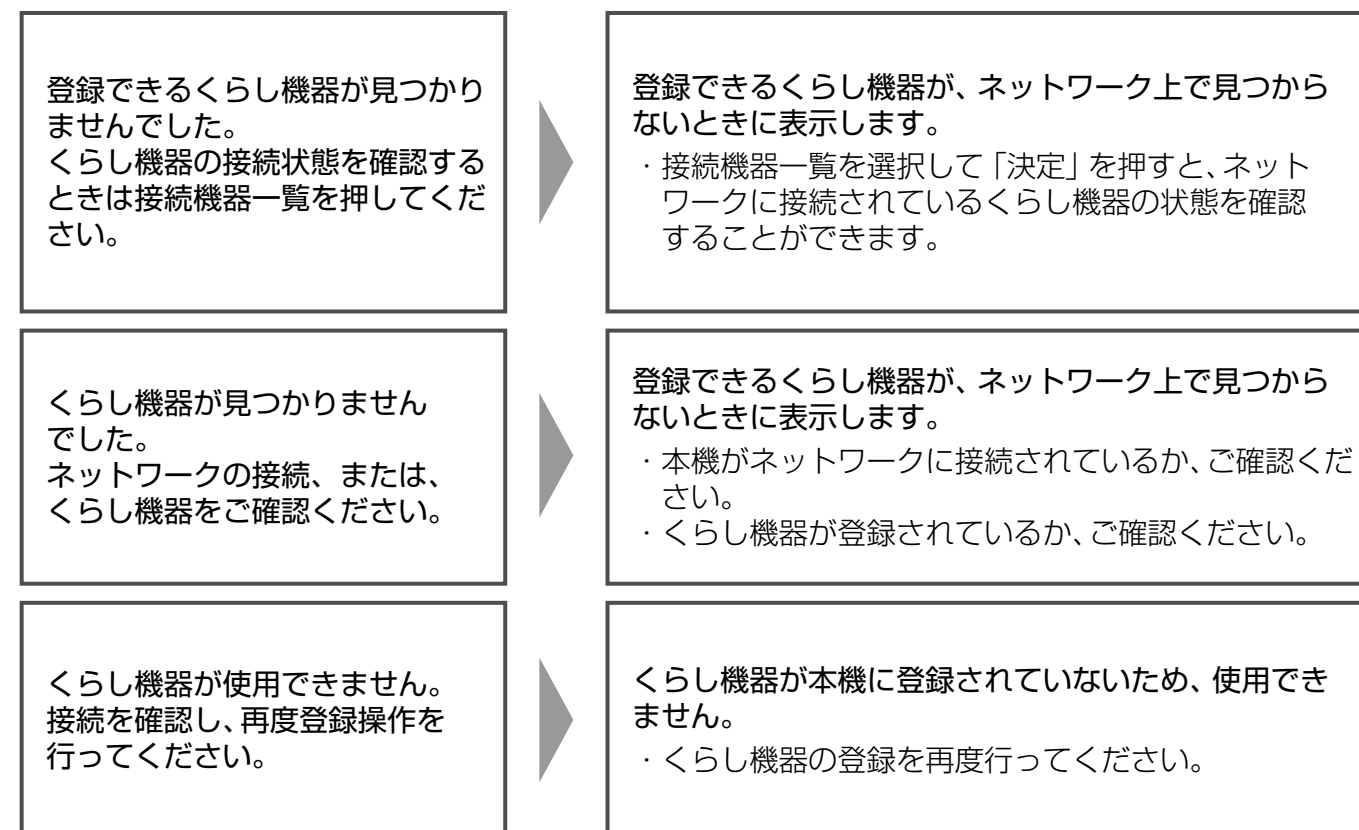 登録できるくらし機器が見つかり
ませんでした。
くらし機器の接続状態を確認する
ときは接続機器一覧を押してくだ
さい。
登録できるくらし機器が、ネットワーク上で見つから
ないときに表示します。
・接続機器一覧を選択して「決定」を押すと、ネット
ワークに接続されているくらし機器の状態を確認
することができます。
くらし機器が見つかりません
でした。
ネットワークの接続、または、
くらし機器をご確認ください。
登録できるくらし機器が、ネットワーク上で見つから
ないときに表示します。
・本機がネットワークに接続されているか、ご確認くだ
さい。
・くらし機器が登録されているか、ご確認ください。
くらし機器が使用できません。
接続を確認し、再度登録操作を
行ってください。
くらし機器が本機に登録されていないため、使用でき
ません。
・くらし機器の登録を再度行ってください。